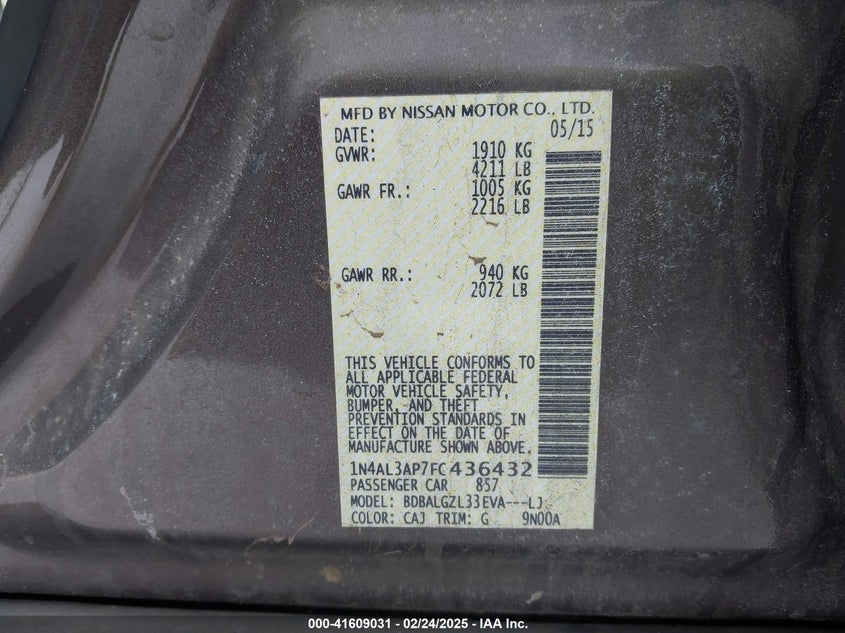 MFD BY NISSAN MOTOR CO., LTD.
DATE: 05/15
GVWR: 1910 KG
4211 LB
GAWR FR.: 1005 KG
2216 LB
GAWR RR.: 940 KG
2072 LB
THIS VEHICLE CONFORMS TO
ALL APPLICABLE FEDERAL
MOTOR VEHICLE SAFETY,
BUMPER, AND THEFT
PREVENTION STANDARDS IN
EFFECT ON THE DATE OF
MANUFACTURE SHOWN ABOVE.
1N4AL3AP7FC436432
PASSENGER CAR 857
MODEL: BDBALGZL33EVA---LJ
COLOR: CAJ TRIM: G 9N00A
000-41609031 - 02/24/2025 - IAA Inc.